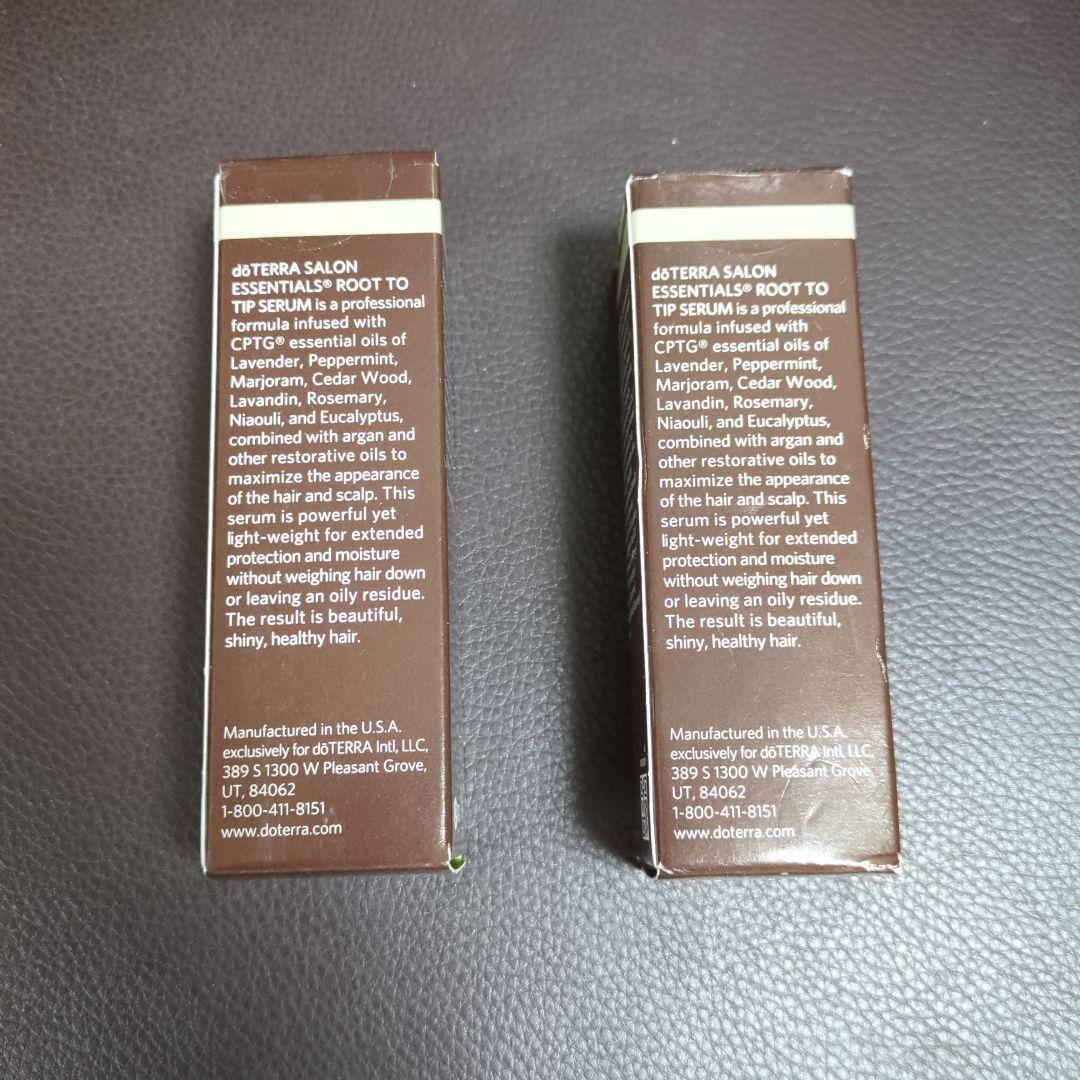 dōTERRA SALON
ESSENTIALS® ROOT TO
TIP SERUM is a professional
formula infused with
CPTG® essential oils of
Lavender, Peppermint,
Marjoram, Cedar Wood,
Lavandin, Rosemary,
Niaouli, and Eucalyptus,
combined with argan and
other restorative oils to
maximize the appearance
of the hair and scalp. This
serum is powerful yet
light-weight for extended
protection and moisture
without weighing hair down
or leaving an oily residue.
The result is beautiful,
shiny, healthy hair.
Manufactured in the U.S.A.
exclusively for dōTERRA Intl, LLC,
389 S 1300 W Pleasant Grove,
UT, 84062
1-800-411-8151
www.doterra.com
dōTERRA SALON
ESSENTIALS® ROOT TO
TIP SERUM is a professional
formula infused with
CPTG® essential oils of
Lavender, Peppermint,
Marjoram, Cedar Wood,
Lavandin, Rosemary,
Niaouli, and Eucalyptus,
combined with argan and
other restorative oils to
maximize the appearance
of the hair and scalp. This
serum is powerful yet
light-weight for extended
protection and moisture
without weighing hair down
or leaving an oily residue.
The result is beautiful,
shiny, healthy hair.
Manufactured in the U.S.A.
exclusively for dōTERRA Intl, LLC,
389 S 1300 W Pleasant Grove,
UT, 84062
1-800-411-8151
www.doterra.com